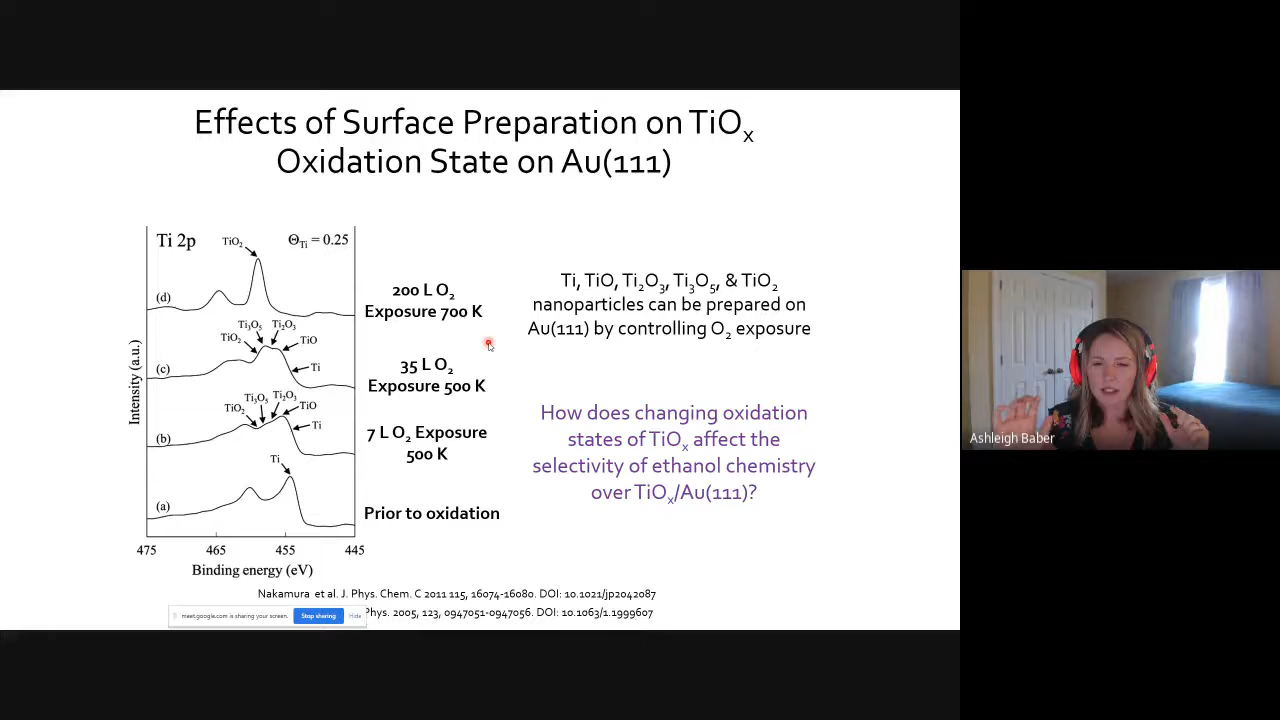 Effects of Surface Preparation on TiOₓ
Oxidation State on Au(111)
Ti 2p
TiO₂
Θ_Ti = 0.25
(d)
200 L O₂
Exposure 700 K
Ti₃O₅
Ti₂O₃
TiO₂
TiO
Ti
(c)
35 L O₂
Exposure 500 K
Ti₃O₅
Ti₂O₃
TiO₂
TiO
Ti
(b)
7 L O₂ Exposure
500 K
Ti
(a)
Prior to oxidation
Intensity (a.u.)
475
465
455
445
Binding energy (eV)
Ti, TiO, Ti₂O₃, Ti₃O₅, & TiO₂
nanoparticles can be prepared on
Au(111) by controlling O₂ exposure
How does changing oxidation
states of TiOₓ affect the
selectivity of ethanol chemistry
over TiOₓ/Au(111)?
Nakamura et al. J. Phys. Chem. C 2011 115, 16074-16080. DOI: 10.1021/jp2042087
Phys. 2005, 123, 0947051-0947056. DOI: 10.1063/1.1999607
meet.google.com is sharing your screen.
Stop sharing
Hide
Ashleigh Baber